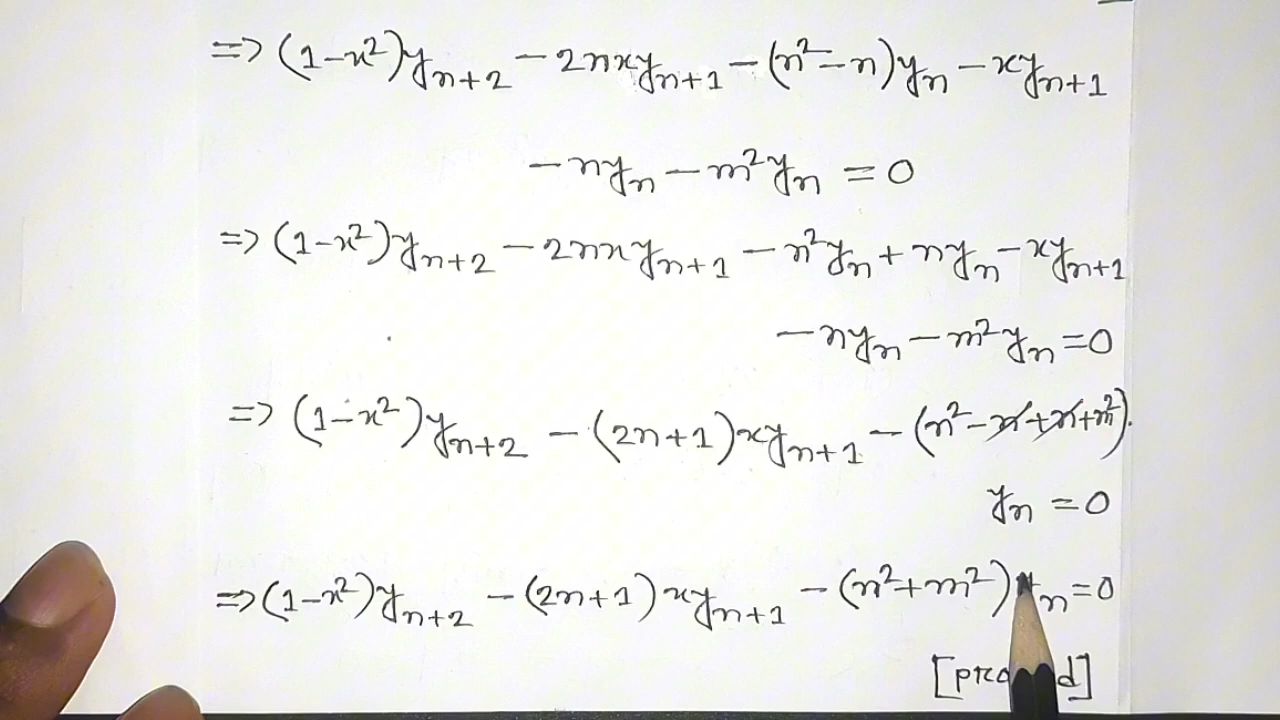 => (1-x²)yₙ₊₂ - 2nxyₙ₊₁ - (n²-n)yₙ - xyₙ₊₁
-nyₙ - m²yₙ = 0
=> (1-x²)yₙ₊₂ - 2nxyₙ₊₁ - n²yₙ + nyₙ - xyₙ₊₁
-nyₙ - m²yₙ = 0
=> (1-x²)yₙ₊₂ - (2n+1)xyₙ₊₁ - (n²-n+n+m²).
yₙ = 0
=> (1-x²)yₙ₊₂ - (2n+1)xyₙ₊₁ - (n²+m²)yₙ = 0